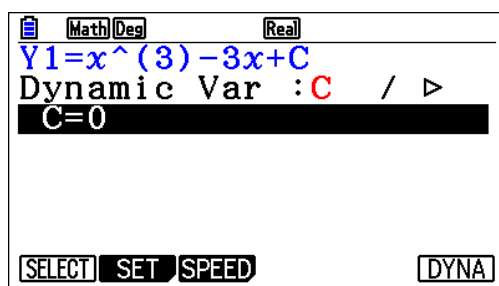 Math Deg Real
Y1=x^(3)-3x+C
Dynamic Var :C / ▷
C=0
SELECT SET SPEED DYNA